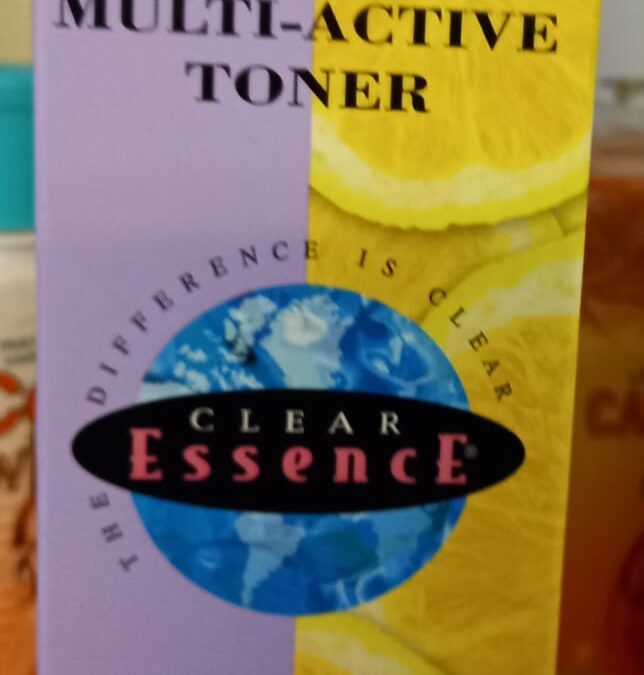 MULTI-ACTIVE
TONER
THE DIFFERENCE IS CLEAR
CLEAR
EssencE®